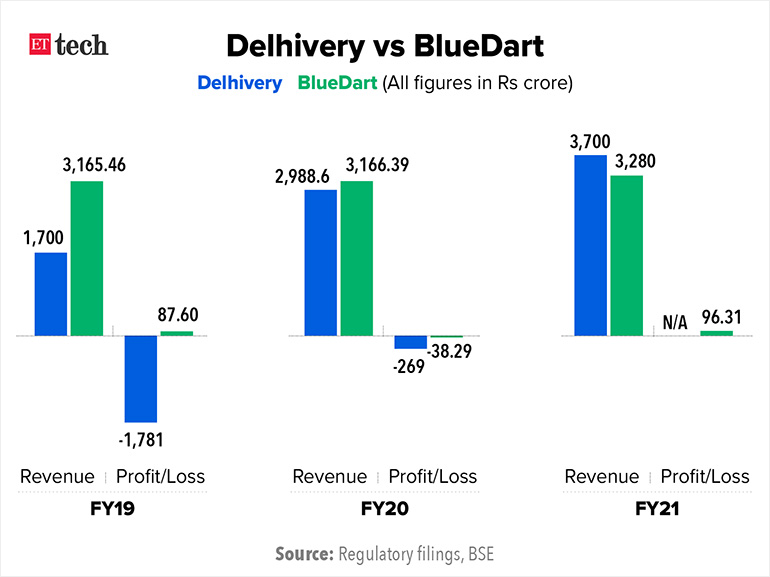 ET tech
Delhivery vs BlueDart
Delhivery BlueDart (All figures in Rs crore)
1,700
3,165.46
-1,781
87.60
2,988.6
3,166.39
-269
-38.29
3,700
3,280
N/A
96.31
Revenue | Profit/Loss
FY19
Revenue | Profit/Loss
FY20
Revenue | Profit/Loss
FY21
Source: Regulatory filings, BSE